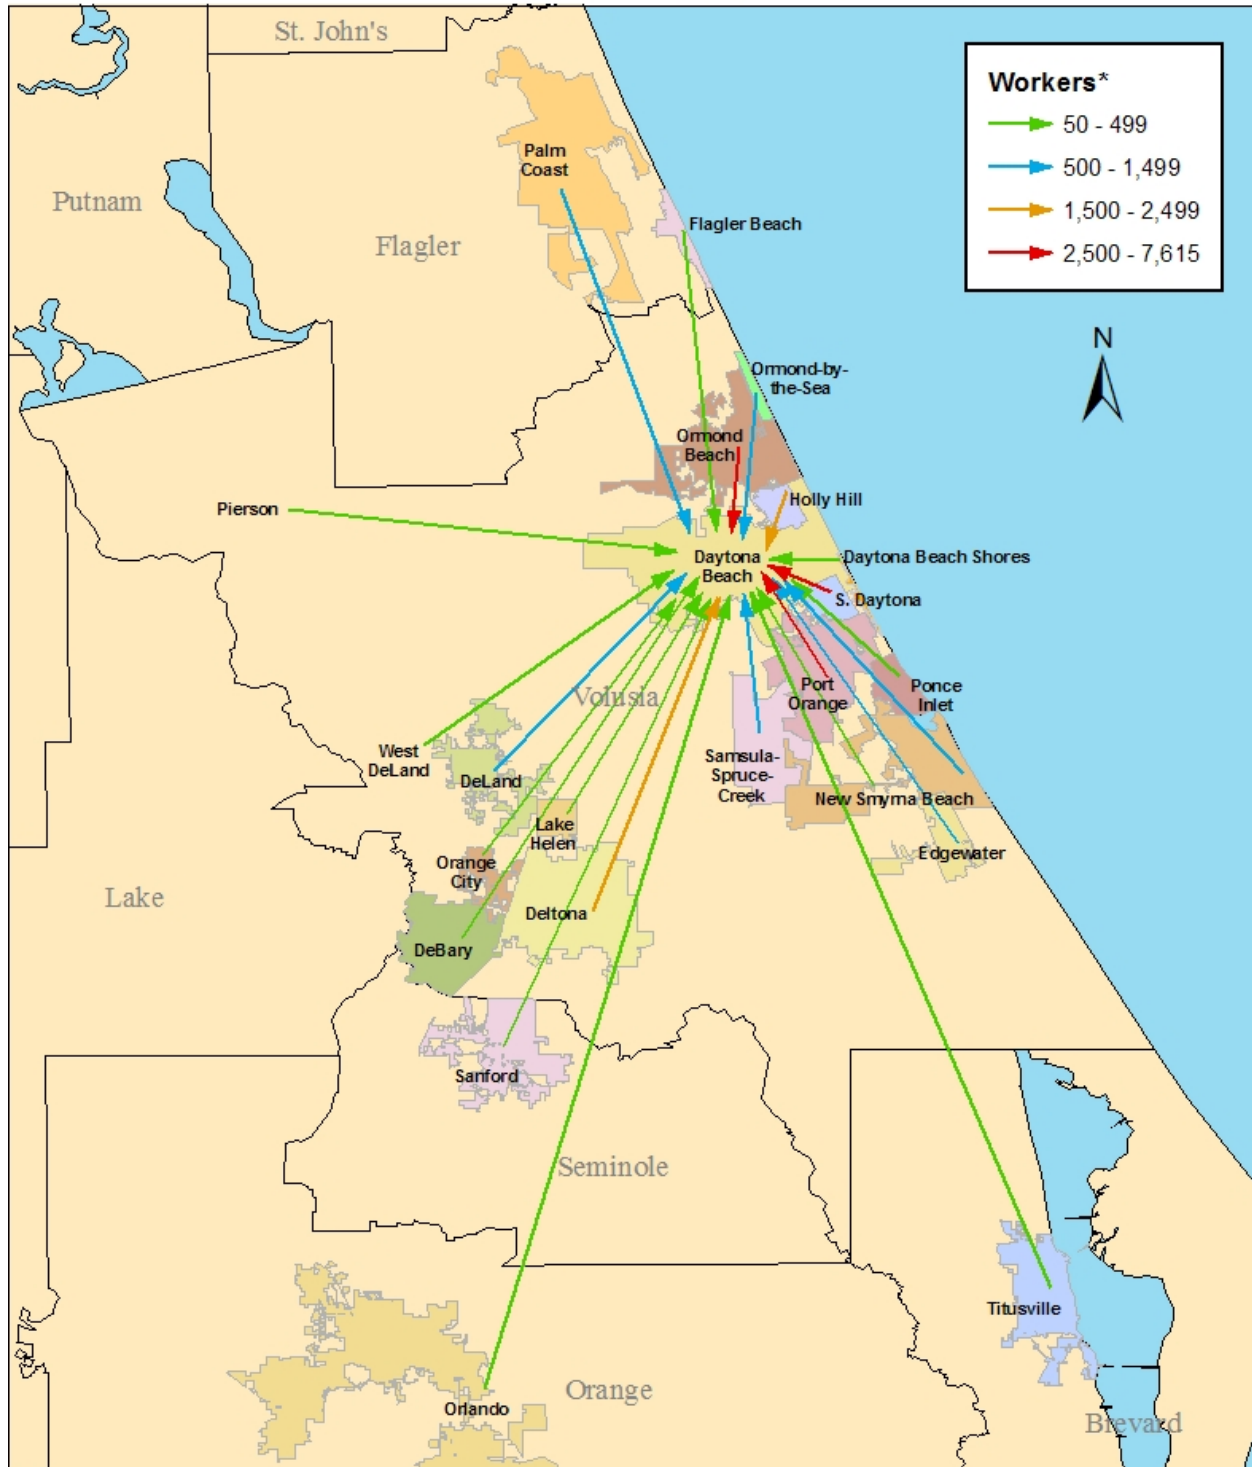 St. John's
Workers*
50 - 499
500 - 1,499
1,500 - 2,499
2,500 - 7,615
Palm
Coast
Putnam
Flagler
Flagler Beach
N
Ormond-by-
the-Sea
Ormond
Beach
Holly Hill
Pierson
Daytona
Beach
Daytona Beach Shores
S. Daytona
Volusia
Port
Orange
Ponce
Inlet
West
DeLand
DeLand
Samsula-
Spruce-
Creek
New Smyrna Beach
Lake
Helen
Edgewater
Orange
City
Lake
Deltona
DeBary
Sanford
Seminole
Titusville
Orange
Orlando
Brevard